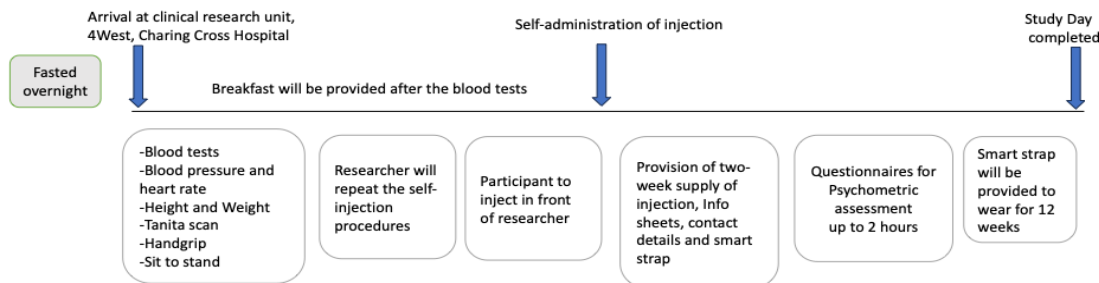 Arrival at clinical research unit,
4West, Charing Cross Hospital
Self-administration of injection
Study Day
completed
Fasted
overnight
Breakfast will be provided after the blood tests
-Blood tests
-Blood pressure and
heart rate
-Height and Weight
-Tanita scan
-Handgrip
-Sit to stand
Researcher will
repeat the self-
injection
procedures
Participant to
inject in front
of researcher
Provision of two-
week supply of
injection, Info
sheets, contact
details and smart
strap
Questionnaires for
Psychometric
assessment
up to 2 hours
Smart strap
will be
provided to
wear for 12
weeks